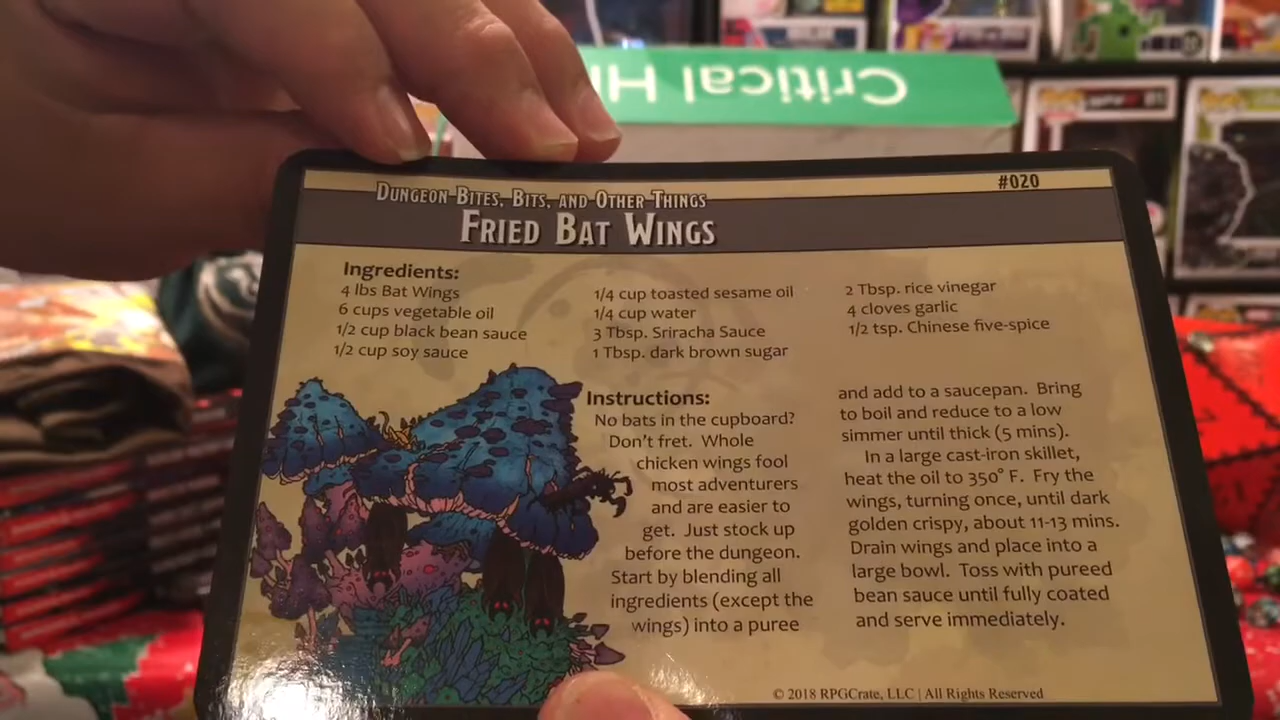 Critical Hi
#020
Dungeon Bites, Bits, and Other Things
Fried Bat Wings
Ingredients:
4 lbs Bat Wings
6 cups vegetable oil
1/2 cup black bean sauce
1/2 cup soy sauce
1/4 cup toasted sesame oil
1/4 cup water
3 Tbsp. Sriracha Sauce
1 Tbsp. dark brown sugar
2 Tbsp. rice vinegar
4 cloves garlic
1/2 tsp. Chinese five-spice
Instructions:
No bats in the cupboard?
Don't fret. Whole
chicken wings fool
most adventurers
and are easier to
get. Just stock up
before the dungeon.
Start by blending all
ingredients (except the
wings) into a puree
and add to a saucepan. Bring
to boil and reduce to a low
simmer until thick (5 mins).
In a large cast-iron skillet,
heat the oil to 350° F. Fry the
wings, turning once, until dark
golden crispy, about 11-13 mins.
Drain wings and place into a
large bowl. Toss with pureed
bean sauce until fully coated
and serve immediately.
© 2018 RPGCrate, LLC | All Rights Reserved